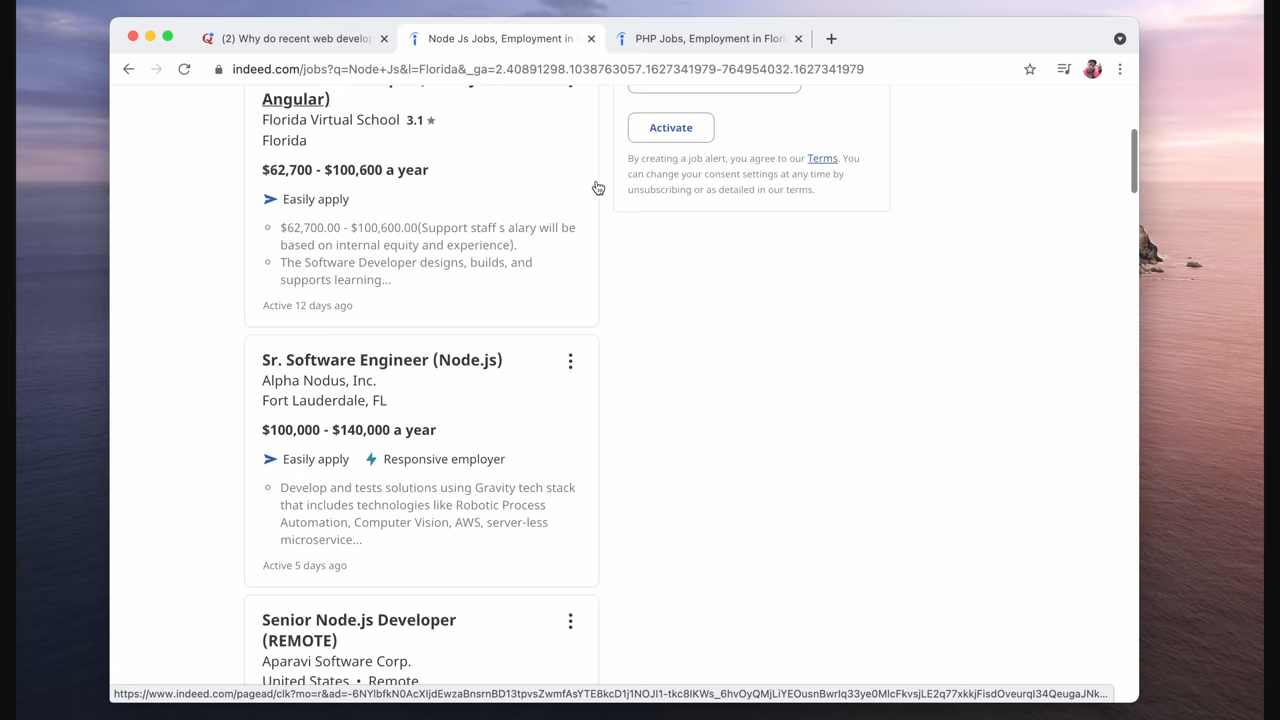 (2) Why do recent web develop
Node Js Jobs, Employment in
PHP Jobs, Employment in Flori
indeed.com/jobs?q=Node+Js&l=Florida&_ga=2.40891298.1038763057.1627341979-764954032.1627341979
Angular)
Florida Virtual School 3.1
Florida
$62,700 - $100,600 a year
Easily apply
$62,700.00 - $100,600.00(Support staff s alary will be
based on internal equity and experience).
The Software Developer designs, builds, and
supports learning...
Active 12 days ago
Activate
By creating a job alert, you agree to our Terms. You
can change your consent settings at any time by
unsubscribing or as detailed in our terms.
Sr. Software Engineer (Node.js)
Alpha Nodus, Inc.
Fort Lauderdale, FL
$100,000 - $140,000 a year
Easily apply Responsive employer
Develop and tests solutions using Gravity tech stack
that includes technologies like Robotic Process
Automation, Computer Vision, AWS, server-less
microservice...
Active 5 days ago
Senior Node.js Developer
(REMOTE)
Aparavi Software Corp.
United States • Remote